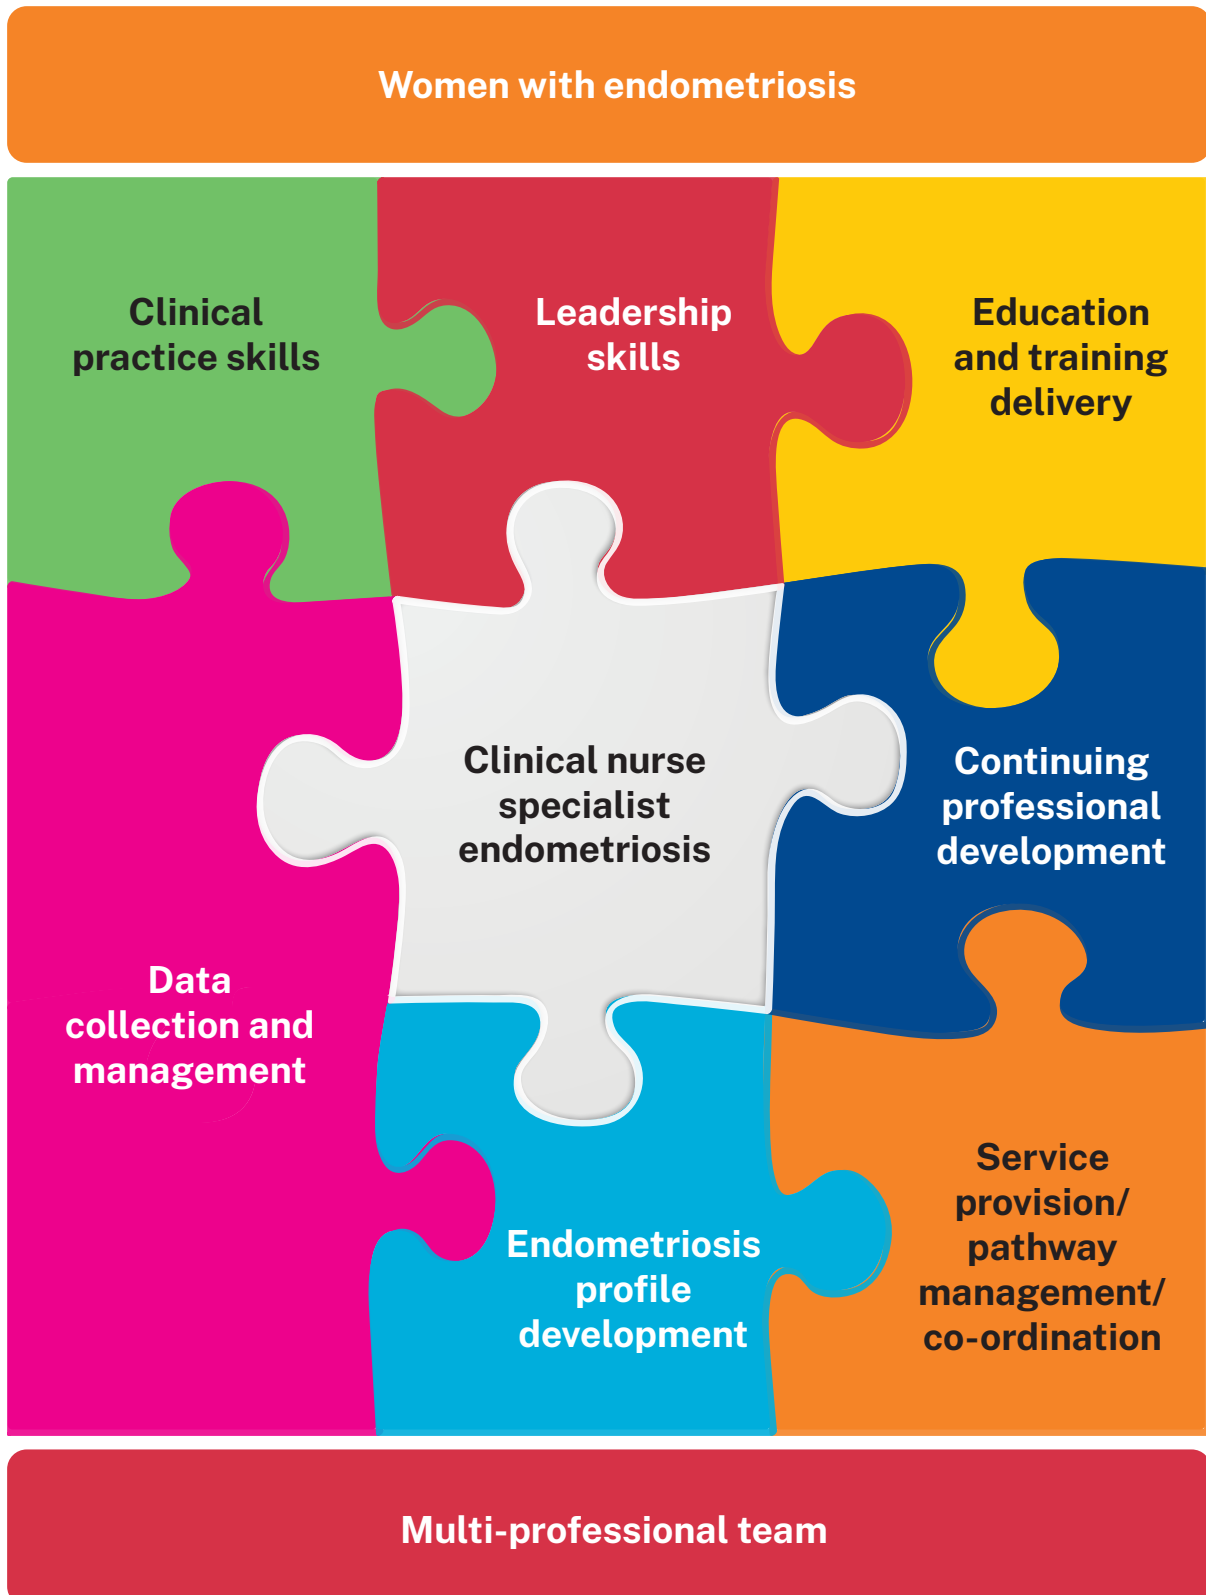 Women with endometriosis
Clinical
practice skills
Leadership
skills
Education
and training
delivery
Clinical nurse
specialist
endometriosis
Continuing
professional
development
Data
collection and
management
Endometriosis
profile
development
Service
provision/
pathway
management/
co-ordination
Multi-professional team